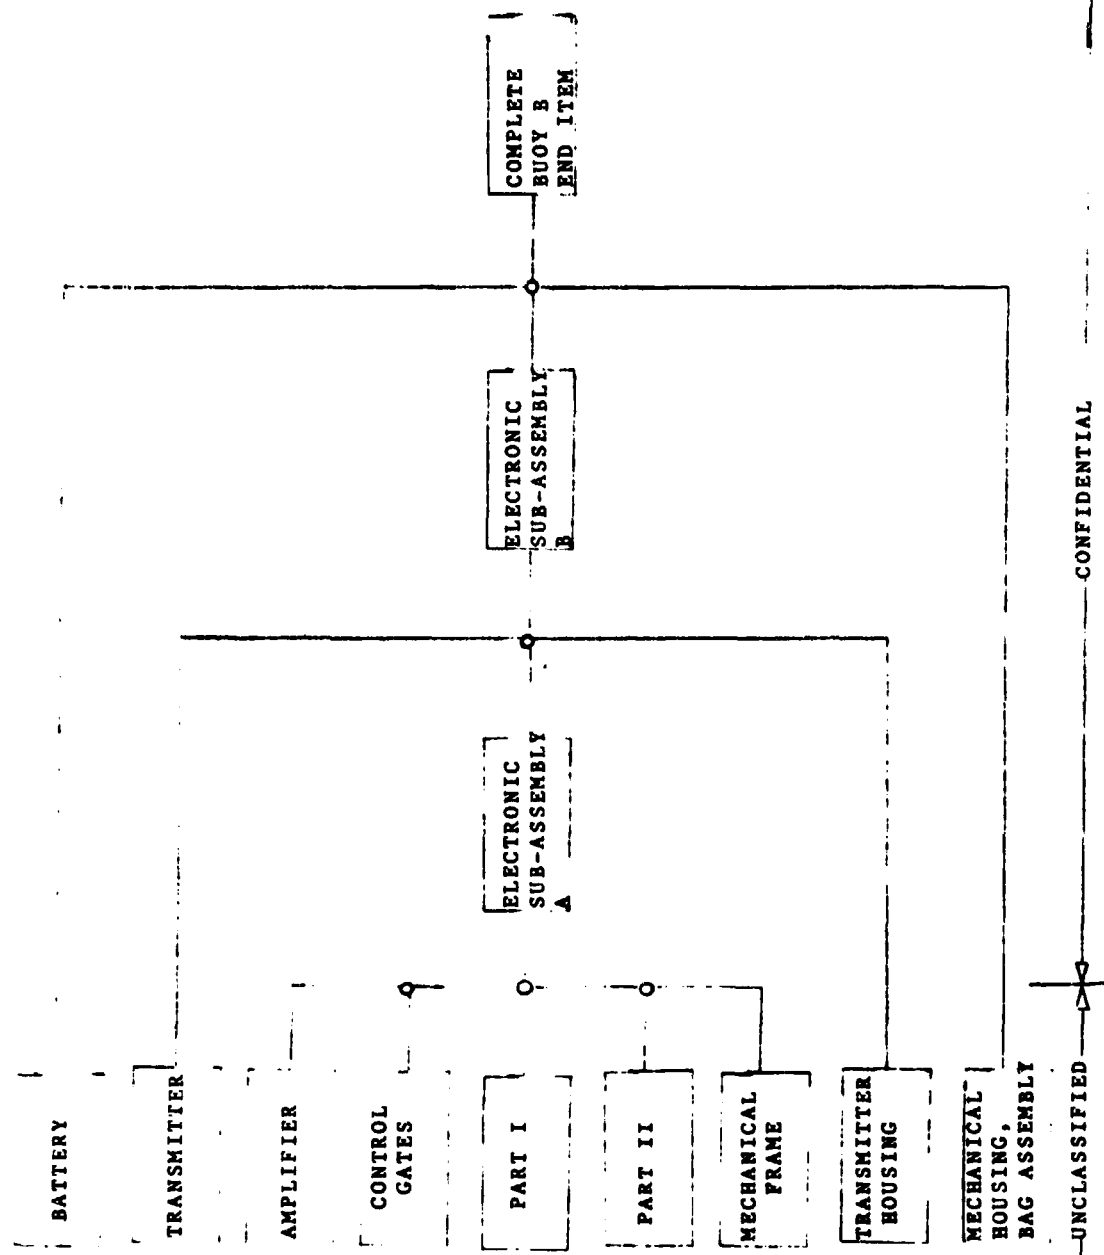 BATTERY
TRANSMITTER
AMPLIFIER
CONTROL
GATES
PART I
PART II
MECHANICAL
FRAME
TRANSMITTER
HOUSING
MECHANICAL
HOUSING,
BAG ASSEMBLY
ELECTRONIC
SUB-ASSEMBLY
A
ELECTRONIC
SUB-ASSEMBLY
B
COMPLETE
BUOY B
END ITEM
UNCLASSIFIED
CONFIDENTIAL